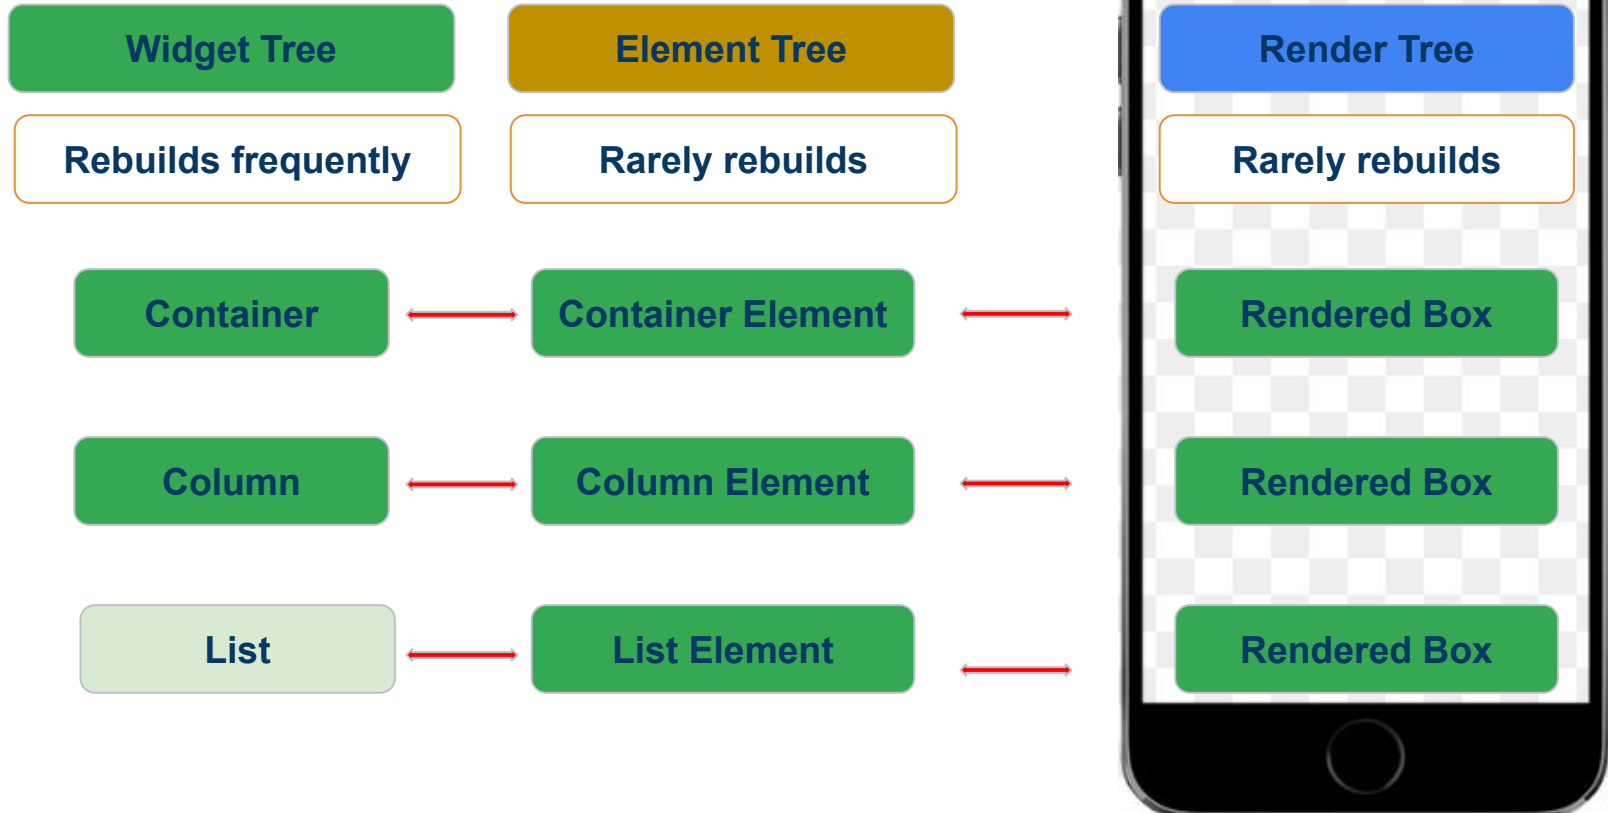 Widget Tree
Element Tree
Render Tree
Rebuilds frequently
Rarely rebuilds
Rarely rebuilds
Container
Container Element
Rendered Box
Column
Column Element
Rendered Box
List
List Element
Rendered Box